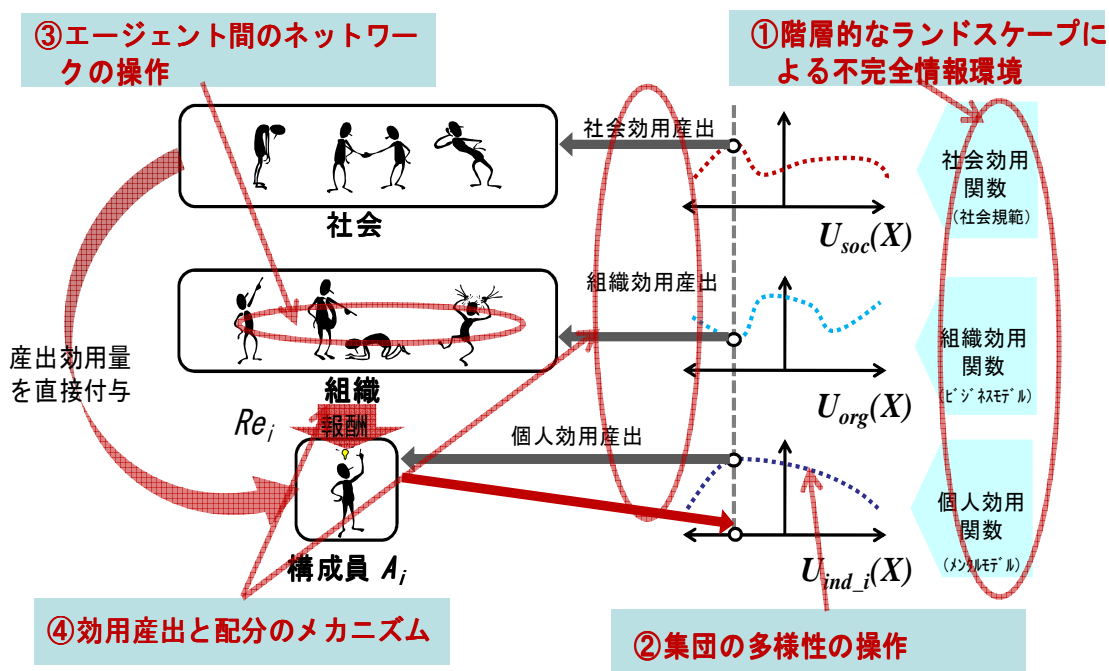 ③エージェント間のネットワー
クの操作
①階層的なランドスケープに
よる不完全情報環境
社会効用産出
社会
社会効用
関数
(社会規範)
U_soc(X)
組織効用産出
産出効用量
を直接付与
組織
組織効用
関数
(ﾋﾞｼﾞﾈｽﾓﾃﾞﾙ)
U_org(X)
Re_i
報酬
個人効用産出
個人効用
関数
(ﾒﾝﾀﾙﾓﾃﾞﾙ)
構成員 A_i
U_ind_i(X)
④効用産出と配分のメカニズム
②集団の多様性の操作